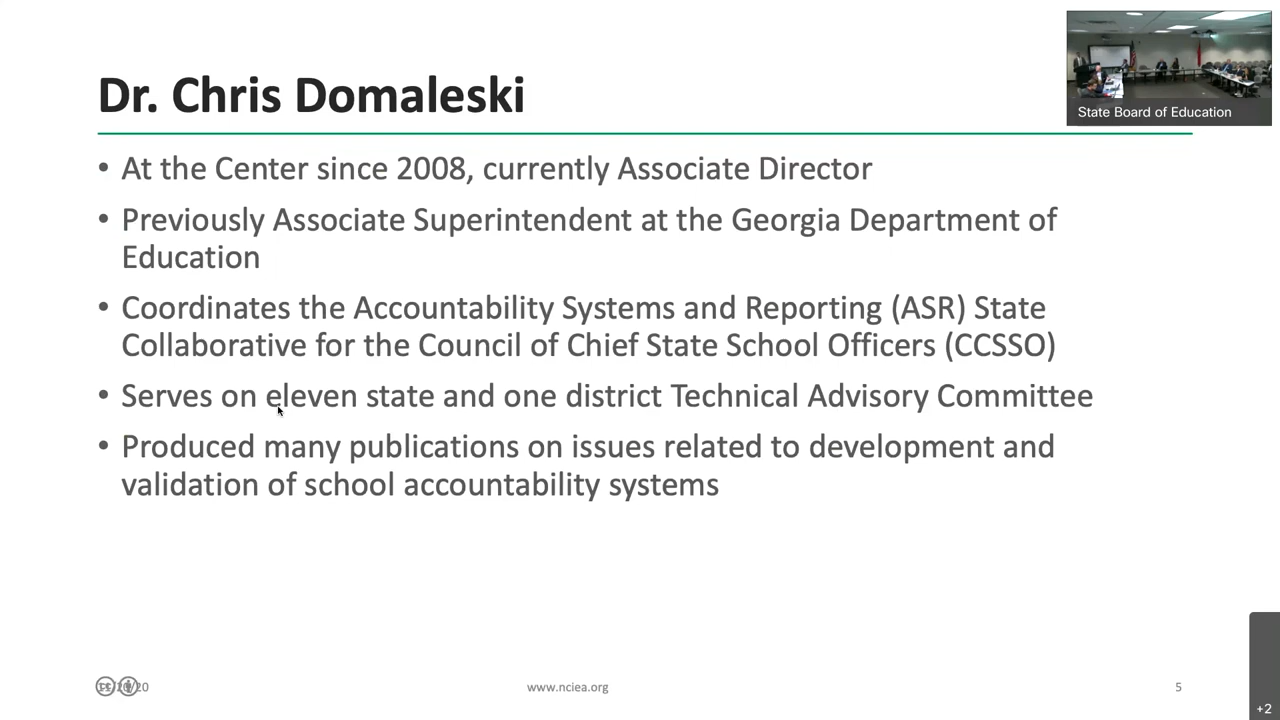 Dr. Chris Domaleski
State Board of Education
• At the Center since 2008, currently Associate Director
• Previously Associate Superintendent at the Georgia Department of
Education
• Coordinates the Accountability Systems and Reporting (ASR) State
Collaborative for the Council of Chief State School Officers (CCSSO)
• Serves on eleven state and one district Technical Advisory Committee
• Produced many publications on issues related to development and
validation of school accountability systems
www.nciea.org
5
+2